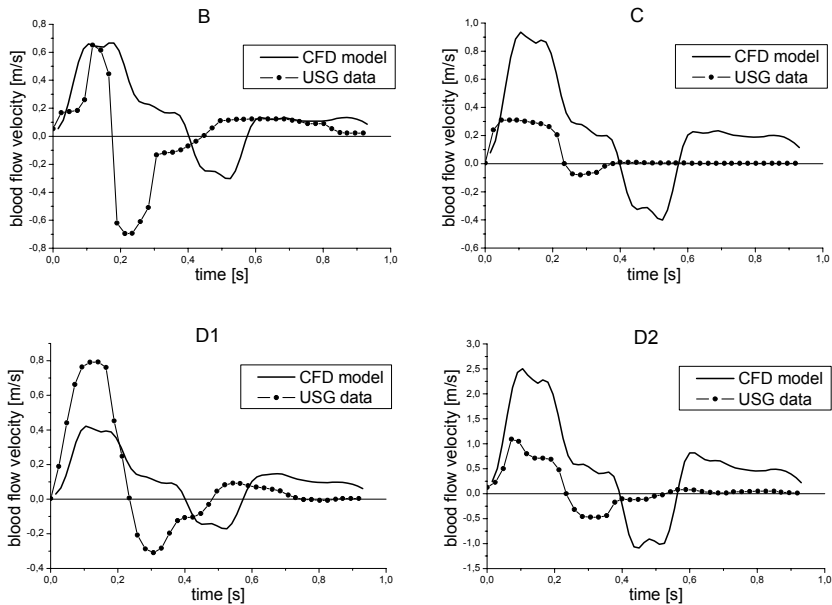 B
blood flow velocity [m/s]
0,8
0,6
0,4
0,2
0,0
-0,2
-0,4
-0,6
-0,8
0,0 0,2 0,4 0,6 0,8 1,0
time [s]
CFD model
USG data
C
blood flow velocity [m/s]
1,0
0,8
0,6
0,4
0,2
0,0
-0,2
-0,4
-0,6
0,0 0,2 0,4 0,6 0,8 1,0
time [s]
CFD model
USG data
D1
blood flow velocity [m/s]
0,8
0,6
0,4
0,2
0,0
-0,2
-0,4
0,0 0,2 0,4 0,6 0,8 1,0
time [s]
CFD model
USG data
D2
blood flow velocity [m/s]
3,0
2,5
2,0
1,5
1,0
0,5
0,0
-0,5
-1,0
-1,5
0,0 0,2 0,4 0,6 0,8 1,0
time [s]
CFD model
USG data